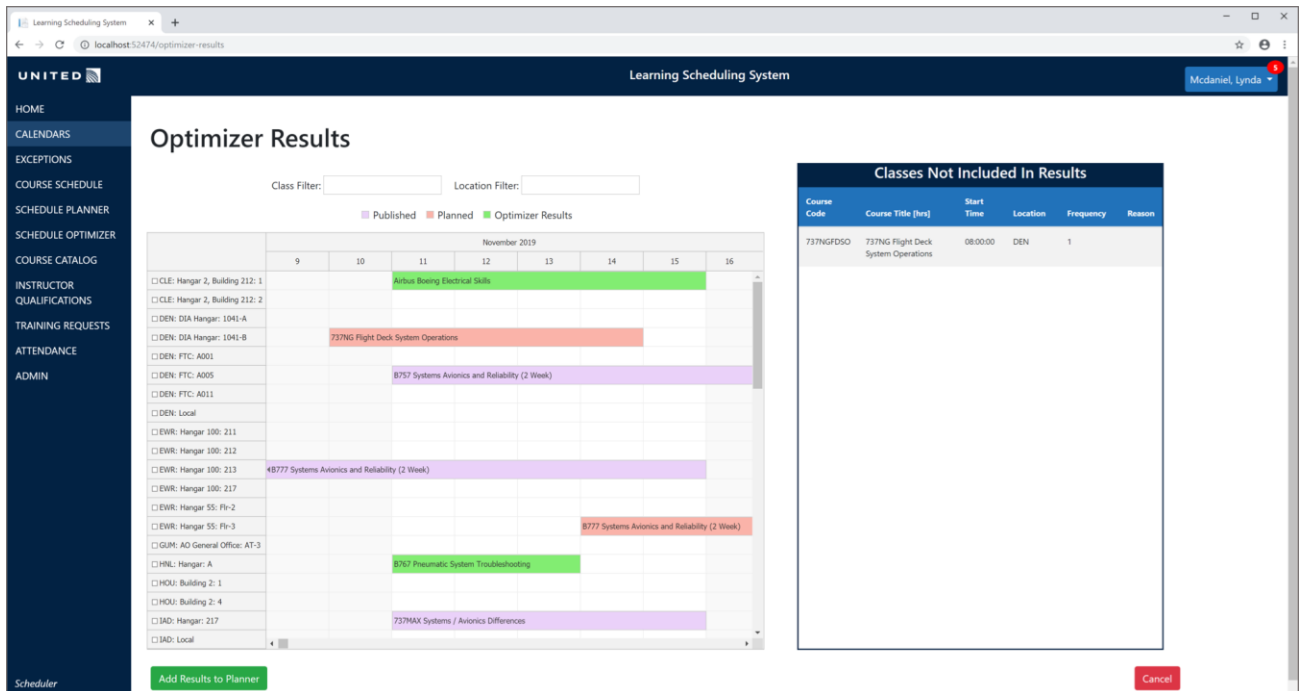 Learning Scheduling System
localhost:52474/optimizer-results
UNITED
Learning Scheduling System
5
Mcdaniel, Lynda
HOME
CALENDARS
EXCEPTIONS
COURSE SCHEDULE
SCHEDULE PLANNER
SCHEDULE OPTIMIZER
COURSE CATALOG
INSTRUCTOR
QUALIFICATIONS
TRAINING REQUESTS
ATTENDANCE
ADMIN
Scheduler
Optimizer Results
Class Filter: Location Filter:
Published Planned Optimizer Results
November 2019
9 10 11 12 13 14 15 16
CLE: Hangar 2, Building 212: 1 Airbus Boeing Electrical Skills
CLE: Hangar 2, Building 212: 2
DEN: DIA Hangar: 1041-A
DEN: DIA Hangar: 1041-B 737NG Flight Deck System Operations
DEN: FTC: A001
DEN: FTC: A005 B757 Systems Avionics and Reliability (2 Week)
DEN: FTC: A011
DEN: Local
EWR: Hangar 100: 211
EWR: Hangar 100: 212
EWR: Hangar 100: 213 B777 Systems Avionics and Reliability (2 Week)
EWR: Hangar 100: 217
EWR: Hangar 55: Flr-2
EWR: Hangar 55: Flr-3 B777 Systems Avionics and Reliability (2 Week)
GUM: AO General Office: AT-3
HNL: Hangar: A B767 Pneumatic System Troubleshooting
HOU: Building 2: 1
HOU: Building 2: 4
IAD: Hangar: 217 737MAX Systems / Avionics Differences
IAD: Local
Add Results to Planner
Classes Not Included In Results
Course Code Course Title [hrs] Start Time Location Frequency Reason
737NGFDSO 737NG Flight Deck 08:00:00 DEN 1
System Operations
Cancel